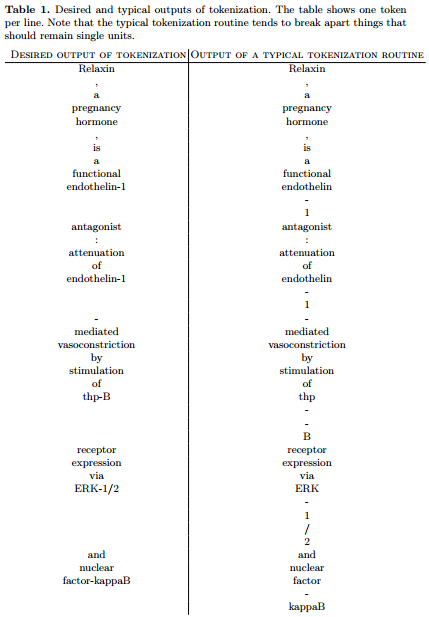 Table 1. Desired and typical outputs of tokenization. The table shows one token
per line. Note that the typical tokenization routine tends to break apart things that
should remain single units.
DESIRED OUTPUT OF TOKENIZATION OUTPUT OF A TYPICAL TOKENIZATION ROUTINE
Relaxin Relaxin
, ,
a a
pregnancy pregnancy
hormone hormone
, ,
is is
a a
functional functional
endothelin-1 endothelin
-
1
antagonist antagonist
: :
attenuation attenuation
of of
endothelin-1 endothelin
-
1
- -
mediated mediated
vasoconstriction vasoconstriction
by by
stimulation stimulation
of of
thp-B thp
-
-
B
receptor receptor
expression expression
via via
ERK-1/2 ERK
-
1
/
2
and and
nuclear nuclear
factor-kappaB factor
-
kappaB